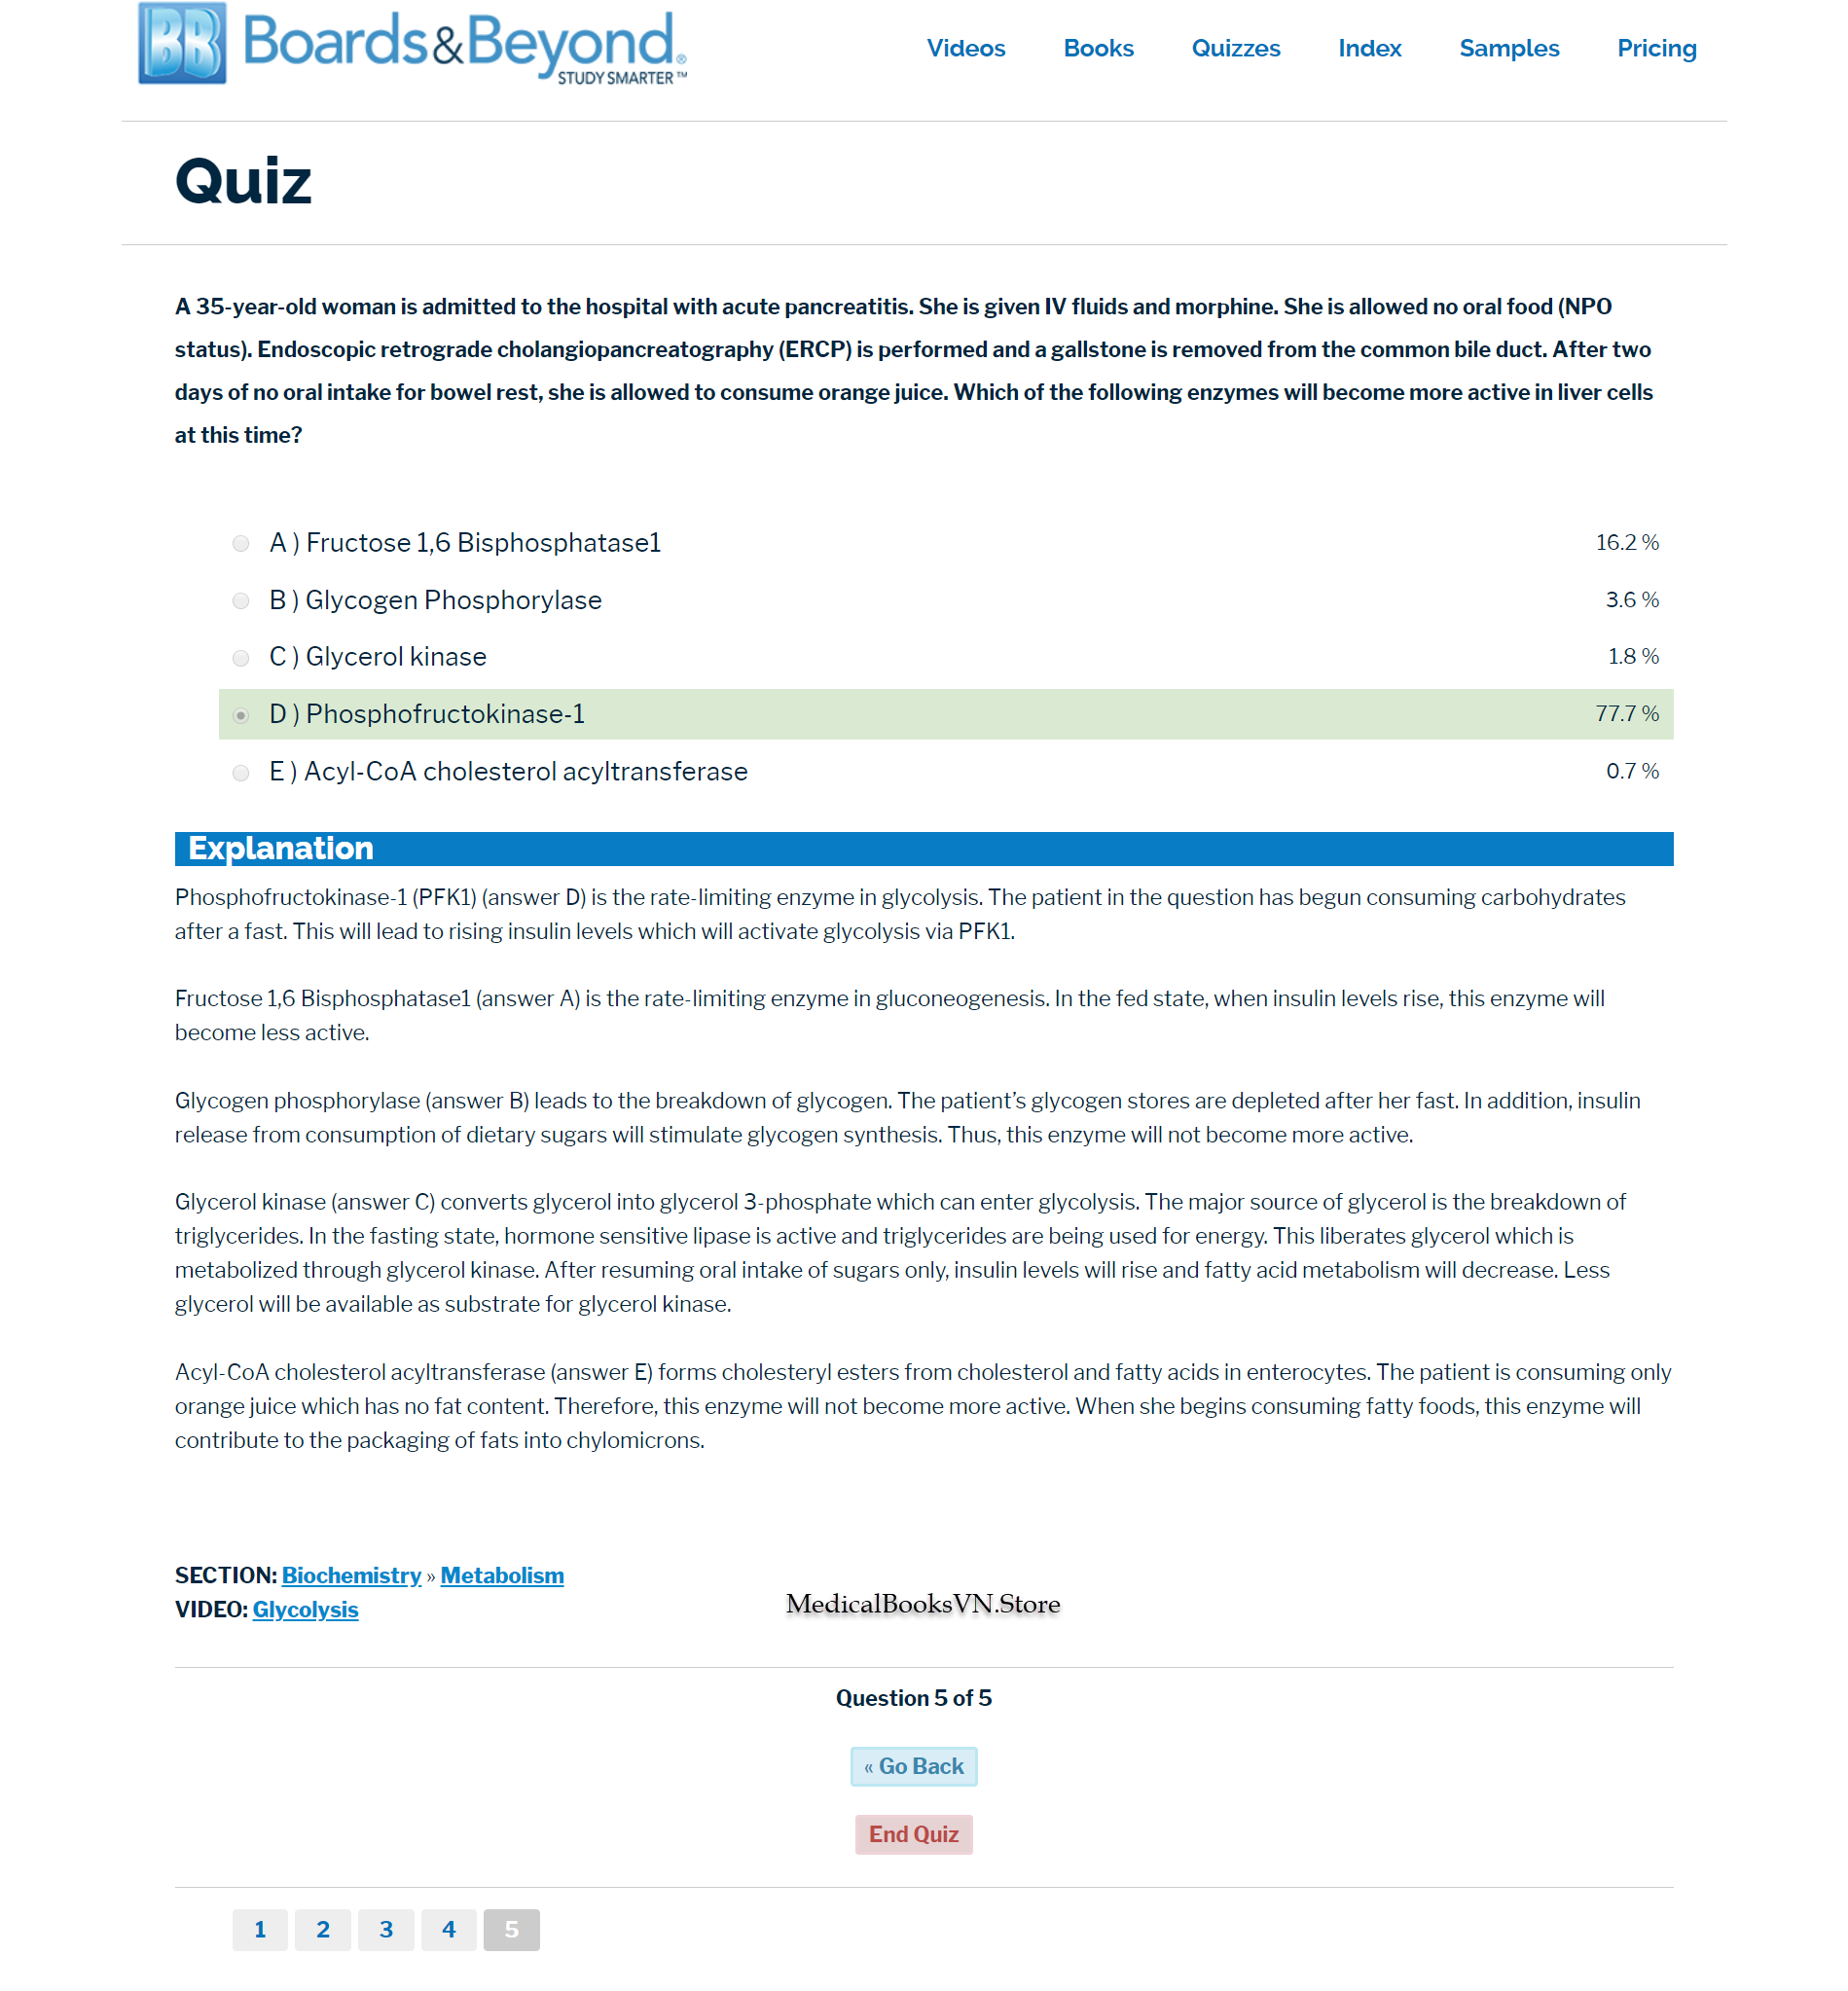 BB Boards&Beyond®
STUDY SMARTER™
Videos Books Quizzes Index Samples Pricing
Quiz
A 35-year-old woman is admitted to the hospital with acute pancreatitis. She is given IV fluids and morphine. She is allowed no oral food (NPO
status). Endoscopic retrograde cholangiopancreatography (ERCP) is performed and a gallstone is removed from the common bile duct. After two
days of no oral intake for bowel rest, she is allowed to consume orange juice. Which of the following enzymes will become more active in liver cells
at this time?
A ) Fructose 1,6 Bisphosphatase1 16.2 %
B ) Glycogen Phosphorylase 3.6 %
C ) Glycerol kinase 1.8 %
D ) Phosphofructokinase-1 77.7 %
E ) Acyl-CoA cholesterol acyltransferase 0.7 %
Explanation
Phosphofructokinase-1 (PFK1) (answer D) is the rate-limiting enzyme in glycolysis. The patient in the question has begun consuming carbohydrates
after a fast. This will lead to rising insulin levels which will activate glycolysis via PFK1.
Fructose 1,6 Bisphosphatase1 (answer A) is the rate-limiting enzyme in gluconeogenesis. In the fed state, when insulin levels rise, this enzyme will
become less active.
Glycogen phosphorylase (answer B) leads to the breakdown of glycogen. The patient’s glycogen stores are depleted after her fast. In addition, insulin
release from consumption of dietary sugars will stimulate glycogen synthesis. Thus, this enzyme will not become more active.
Glycerol kinase (answer C) converts glycerol into glycerol 3-phosphate which can enter glycolysis. The major source of glycerol is the breakdown of
triglycerides. In the fasting state, hormone sensitive lipase is active and triglycerides are being used for energy. This liberates glycerol which is
metabolized through glycerol kinase. After resuming oral intake of sugars only, insulin levels will rise and fatty acid metabolism will decrease. Less
glycerol will be available as substrate for glycerol kinase.
Acyl-CoA cholesterol acyltransferase (answer E) forms cholesteryl esters from cholesterol and fatty acids in enterocytes. The patient is consuming only
orange juice which has no fat content. Therefore, this enzyme will not become more active. When she begins consuming fatty foods, this enzyme will
contribute to the packaging of fats into chylomicrons.
SECTION: Biochemistry » Metabolism
VIDEO: Glycolysis
MedicalBooksVN.Store
Question 5 of 5
« Go Back
End Quiz
1 2 3 4 5